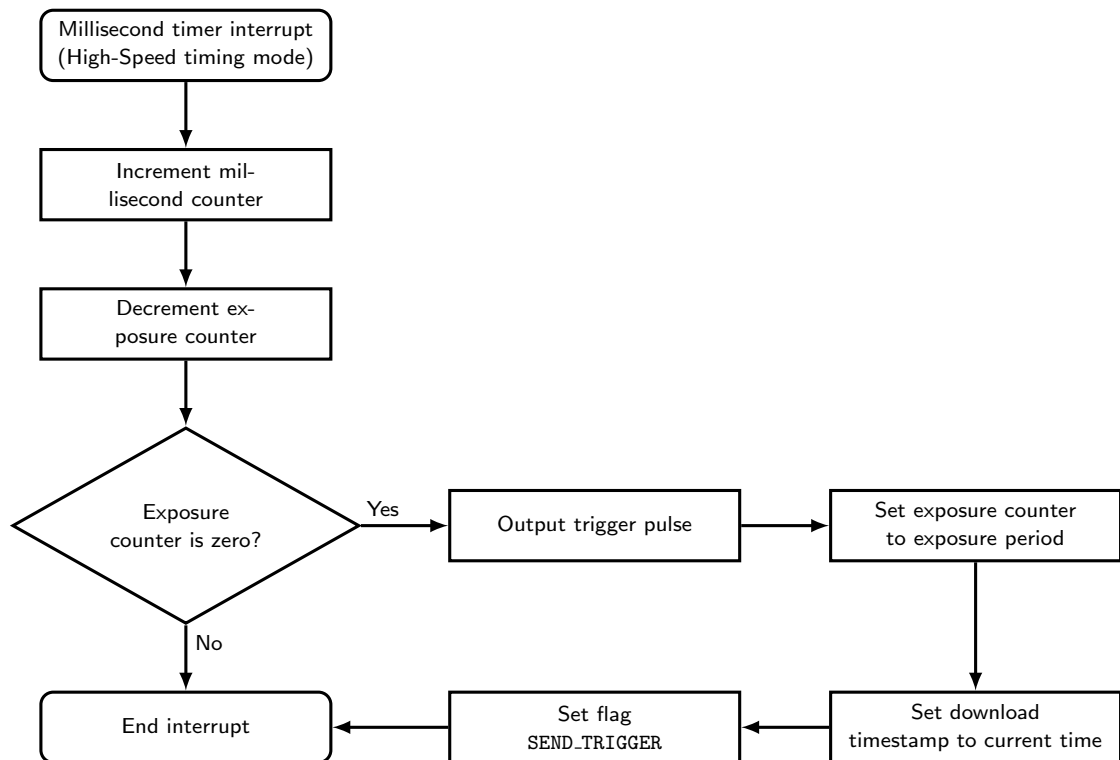 Millisecond timer interrupt
(High-Speed timing mode)
Increment mil-
lisecond counter
Decrement ex-
posure counter
Exposure
counter is zero?
Yes
Output trigger pulse
Set exposure counter
to exposure period
No
End interrupt
Set flag
SEND_TRIGGER
Set download
timestamp to current time